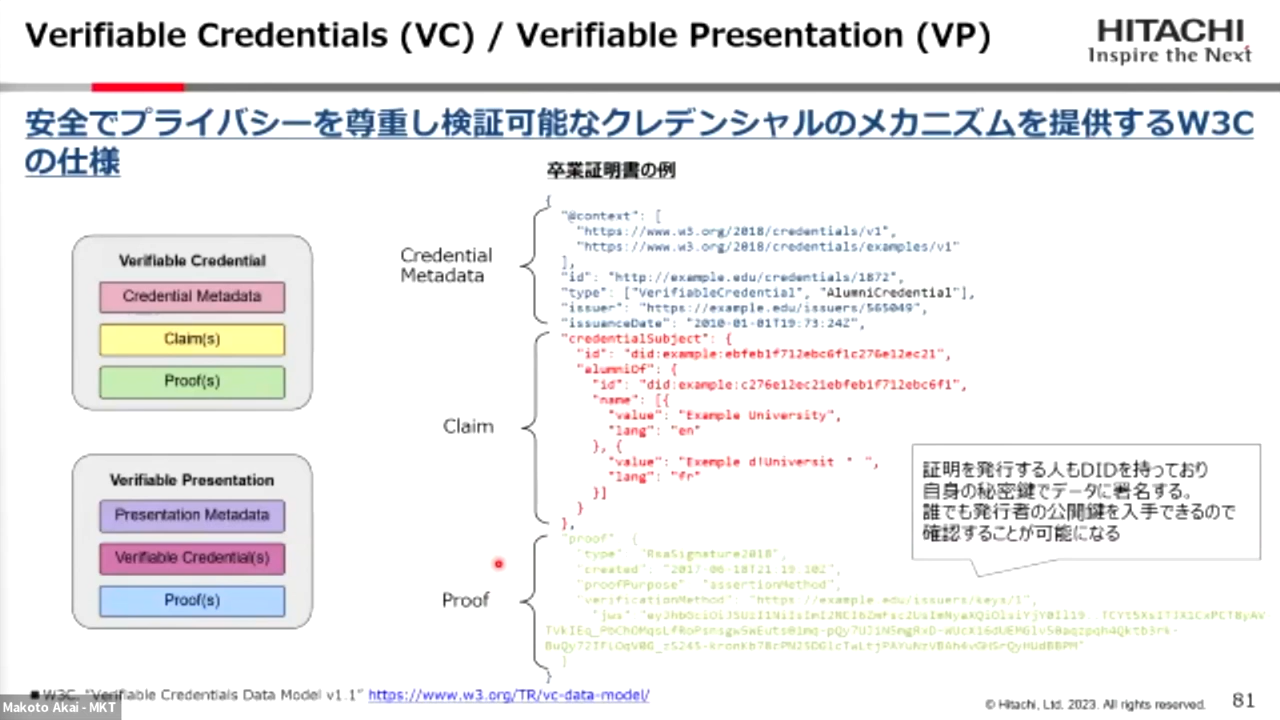 Verifiable Credentials (VC) / Verifiable Presentation (VP)
HITACHI
Inspire the Next
安全でプライバシーを尊重し検証可能なクレデンシャルのメカニズムを提供するW3C
の仕様
卒業証明書の例
Verifiable Credential
Credential Metadata
Claim(s)
Proof(s)
Verifiable Presentation
Presentation Metadata
Verifiable Credential(s)
Proof(s)
Credential
Metadata
Claim
Proof
{
"@context": [
"https://www.w3.org/2018/credentials/v1",
"https://www.w3.org/2018/credentials/examples/v1"
],
"id": "http://example.edu/credentials/1872",
"type": ["VerifiableCredential", "AlumniCredential"],
"issuer": "https://example.edu/issuers/565049",
"issuanceDate": "2010-01-01T19:73:24Z",
"credentialSubject": {
"id": "did:example:ebfeb1f712ebc6f1c276e12ec21",
"alumniOf": {
"id": "did:example:c276e12ec21ebfeb1f712ebc6f1",
"name": [{
"value": "Example University",
"lang": "en"
}, {
"value": "Exemple d'Universit
"lang": "fr"
}]
}
},
"proof" {
"type" "RsaSignature2018",
"created": "2017-06-18T21:19:10Z",
"proofPurpose" "assertionMethod",
"verificationMethod": "https://example.edu/issuers/keys/1",
"jws"
}
}
証明を発行する人もDIDを持っており
自身の秘密鍵でデータに署名する。
誰でも発行者の公開鍵を入手できるので
確認することが可能になる
■ W3C. "Verifiable Credentials Data Model v1.1" https://www.w3.org/TR/vc-data-model/
Makoto Akai - MKT
© Hitachi, Ltd. 2023. All rights reserved.
81